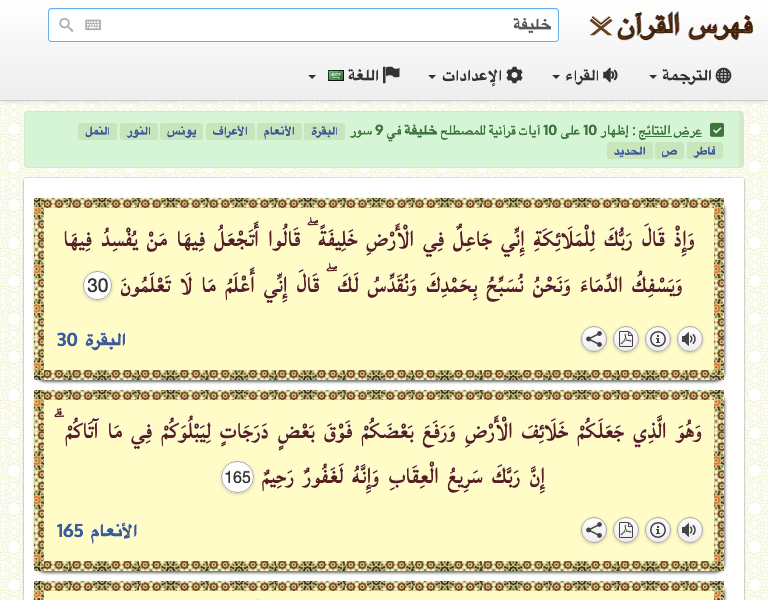 فهرس القرآن
خليفة
الترجمة
القراء
الإعدادات
اللغة
عرض النتائج : إظهار 10 على 10 آيات قرآنية للمصطلح خليفة في 9 سور البقرة الأنعام الأعراف يونس النور النمل
فاطر ص الحديد
وَإِذْ قَالَ رَبُّكَ لِلْمَلَائِكَةِ إِنِّي جَاعِلٌ فِي الْأَرْضِ خَلِيفَةً ۖ قَالُوا أَتَجْعَلُ فِيهَا مَنْ يُفْسِدُ فِيهَا
وَيَسْفِكُ الدِّمَاءَ وَنَحْنُ نُسَبِّحُ بِحَمْدِكَ وَنُقَدِّسُ لَكَ ۖ قَالَ إِنِّي أَعْلَمُ مَا لَا تَعْلَمُونَ 30
البقرة 30
وَهُوَ الَّذِي جَعَلَكُمْ خَلَائِفَ الْأَرْضِ وَرَفَعَ بَعْضَكُمْ فَوْقَ بَعْضٍ دَرَجَاتٍ لِيَبْلُوَكُمْ فِي مَا آتَاكُمْ ۗ
إِنَّ رَبَّكَ سَرِيعُ الْعِقَابِ وَإِنَّهُ لَغَفُورٌ رَحِيمٌ 165
الأنعام 165